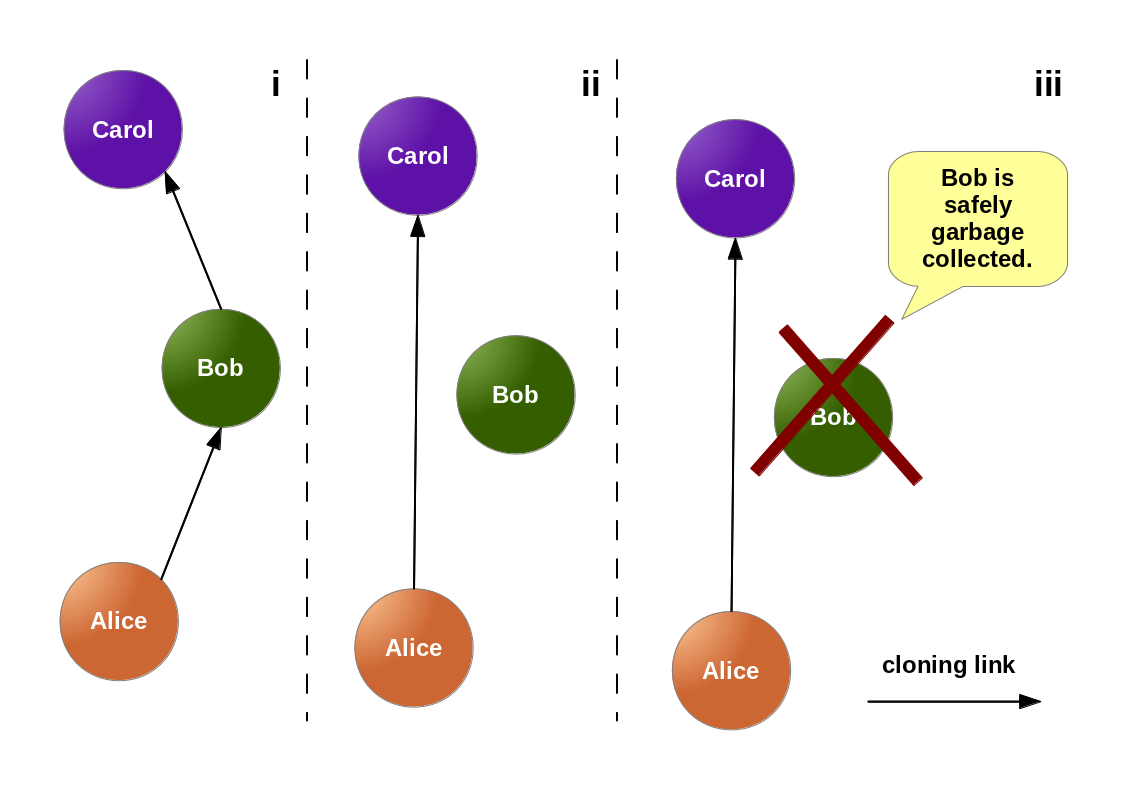 i
Carol
Bob
Alice
ii
Carol
Bob
Alice
iii
Carol
Bob is
safely
garbage
collected.
Bob
Alice
cloning link